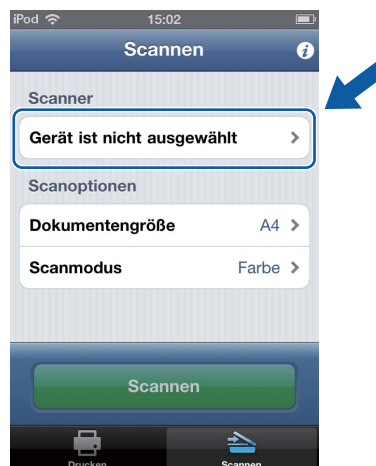 iPod 15:02
Scannen
Scanner
Gerät ist nicht ausgewählt
Scanoptionen
Dokumentengröße A4
Scanmodus Farbe
Scannen
Drucken Scannen